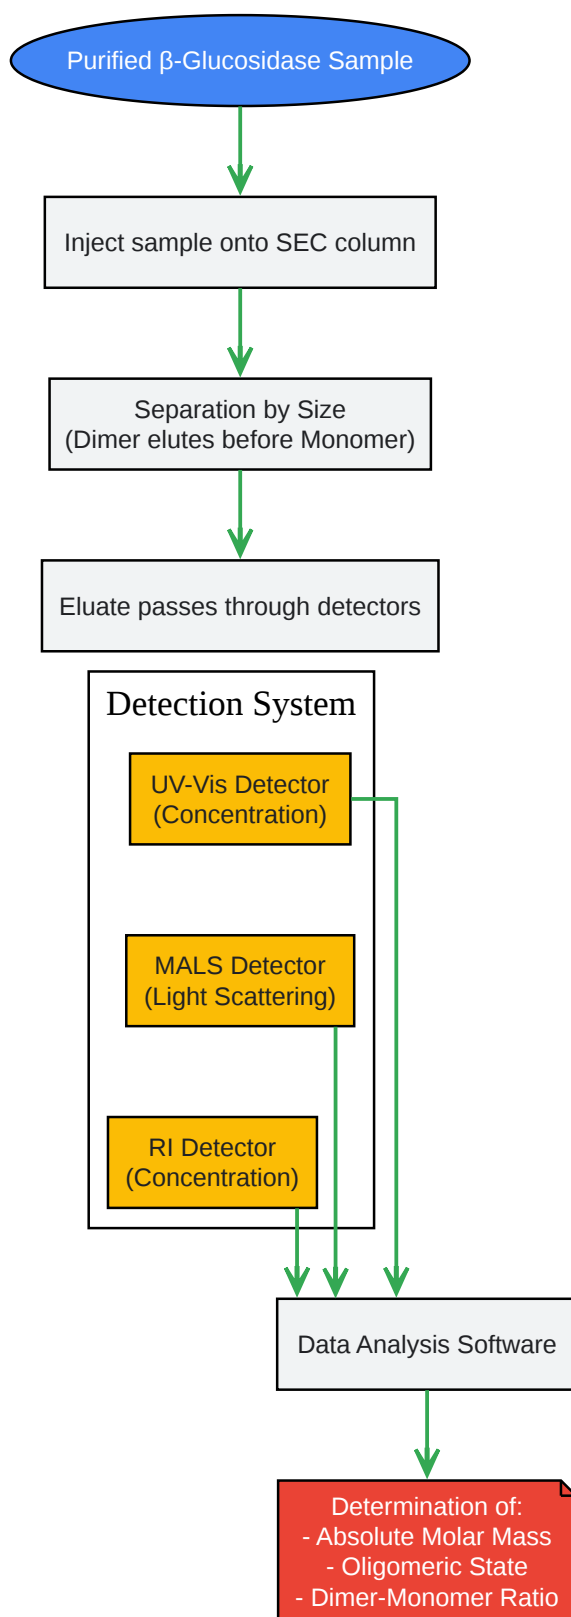 Purified β-Glucosidase Sample
Inject sample onto SEC column
Separation by Size
(Dimer elutes before Monomer)
Eluate passes through detectors
Detection System
UV-Vis Detector
(Concentration)
MALS Detector
(Light Scattering)
RI Detector
(Concentration)
Data Analysis Software
Determination of:
- Absolute Molar Mass
- Oligomeric State
- Dimer-Monomer Ratio